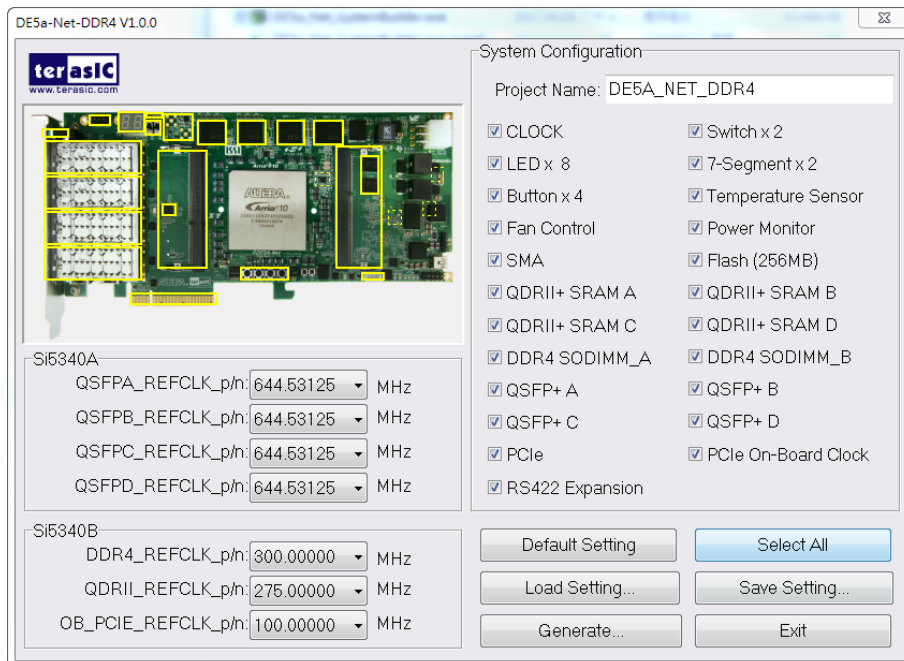 DE5a-Net-DDR4 V1.0.0
terasIC
www.terasic.com
ALTERA
Arria 10
System Configuration
Project Name: DE5A_NET_DDR4
CLOCK
Switch x 2
LED x 8
7-Segment x 2
Button x 4
Temperature Sensor
Fan Control
Power Monitor
SMA
Flash (256MB)
QDRII+ SRAM A
QDRII+ SRAM B
QDRII+ SRAM C
QDRII+ SRAM D
DDR4 SODIMM_A
DDR4 SODIMM_B
QSFP+ A
QSFP+ B
QSFP+ C
QSFP+ D
PCIe
PCIe On-Board Clock
RS422 Expansion
Si5340A
QSFPA_REFCLK_p/n: 644.53125 MHz
QSFPB_REFCLK_p/n: 644.53125 MHz
QSFPC_REFCLK_p/n: 644.53125 MHz
QSFPD_REFCLK_p/n: 644.53125 MHz
Si5340B
DDR4_REFCLK_p/n: 300.00000 MHz
QDRII_REFCLK_p/n: 275.00000 MHz
OB_PCIE_REFCLK_p/n: 100.00000 MHz
Default Setting
Select All
Load Setting...
Save Setting...
Generate...
Exit